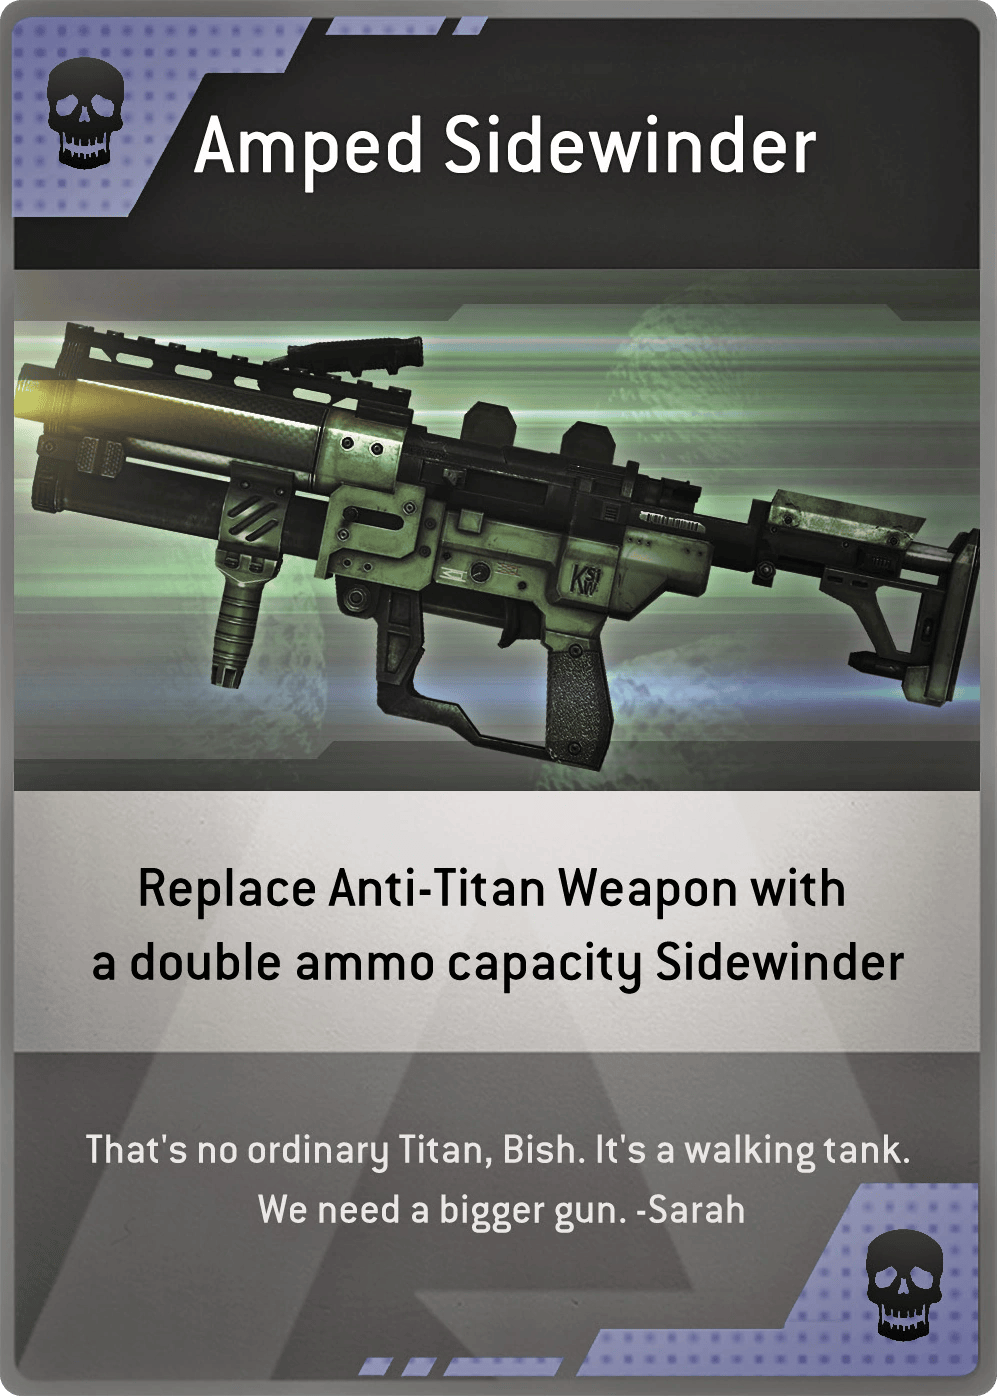 Amped Sidewinder
K SI W
Replace Anti-Titan Weapon with
a double ammo capacity Sidewinder
That's no ordinary Titan, Bish. It's a walking tank.
We need a bigger gun. -Sarah